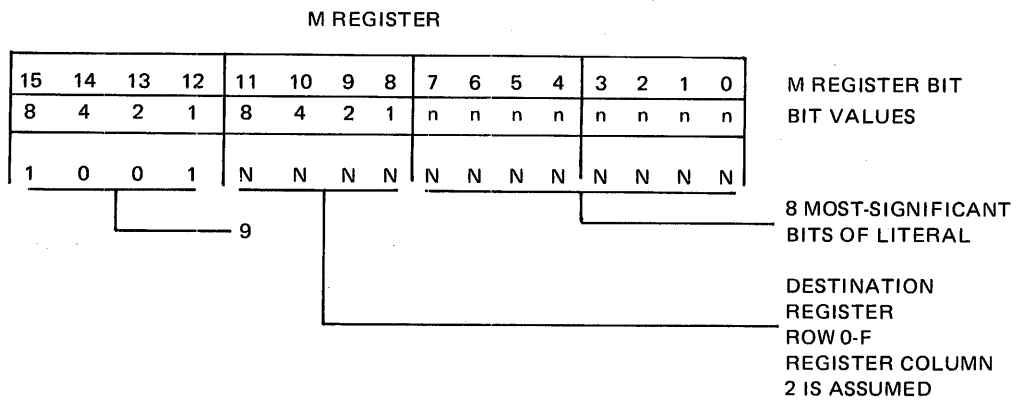 M REGISTER
15 14 13 12 11 10 9 8 7 6 5 4 3 2 1 0 M REGISTER BIT
8 4 2 1 8 4 2 1 n n n n n n n n BIT VALUES
1 0 0 1 N N N N N N N N N N N N
9
8 MOST-SIGNIFICANT
BITS OF LITERAL
DESTINATION
REGISTER
ROW 0-F
REGISTER COLUMN
2 IS ASSUMED